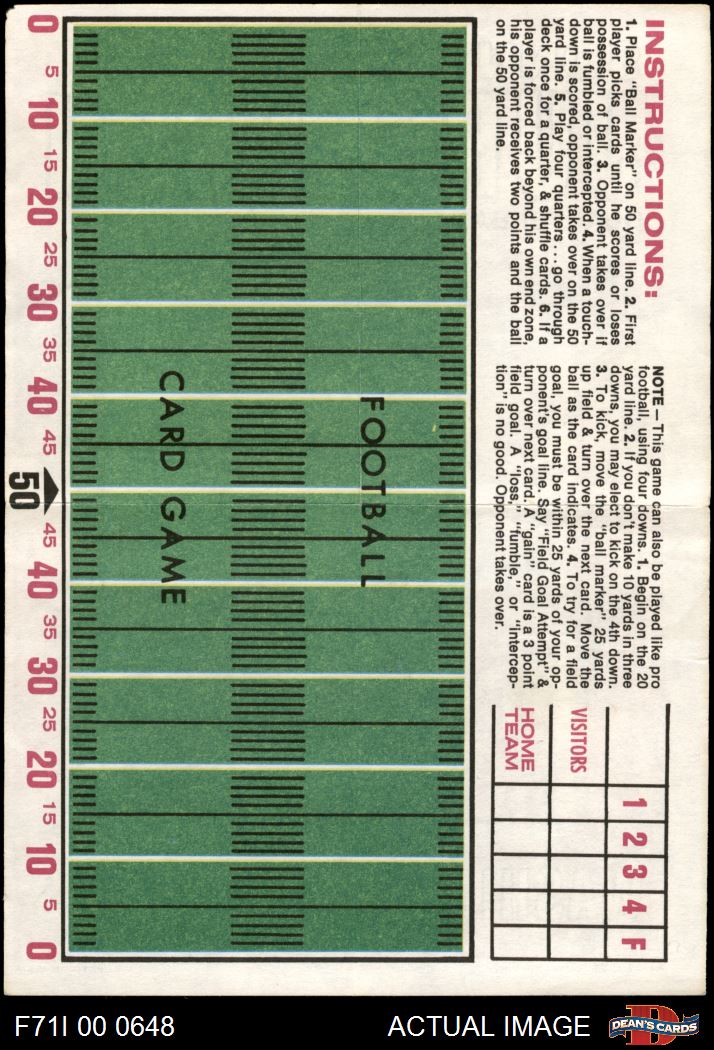 INSTRUCTIONS:
1. Place "Ball Marker" on 50 yard line. 2. First
player picks cards until he scores or loses
possession of ball. 3. Opponent takes over if
ball is fumbled or intercepted. 4. When a touch-
down is scored, opponent takes over on the 50
yard line. 5. Play four quarters... go through
deck once for a quarter, & shuffle cards. 6. If a
player is forced back beyond his own end zone,
his opponent receives two points and the ball
on the 50 yard line.
NOTE— This game can also be played like pro
football, using four downs. 1. Begin on the 20
yard line. 2. If you don't make 10 yards in three
downs, you may elect to kick on the 4th down.
3. To kick, move the "ball marker" 25 yards
up field & turn over the next card. Move the
ball as the card indicates. 4. To try for a field
goal, you must be within 25 yards of your op-
ponent's goal line. Say "Field Goal Attempt" &
turn over next card. A "gain" card is a 3 point
field goal. A "loss," "fumble," or "intercep-
tion" is no good. Opponent takes over.
1 2 3 4 F
VISITORS
HOME
TEAM
FOOTBALL
CARD GAME
0 5 10 15 20 25 30 35 40 45 50 45 40 35 30 25 20 15 10 5 0
F71I 00 0648
ACTUAL IMAGE
D
DEAN'S CARDS